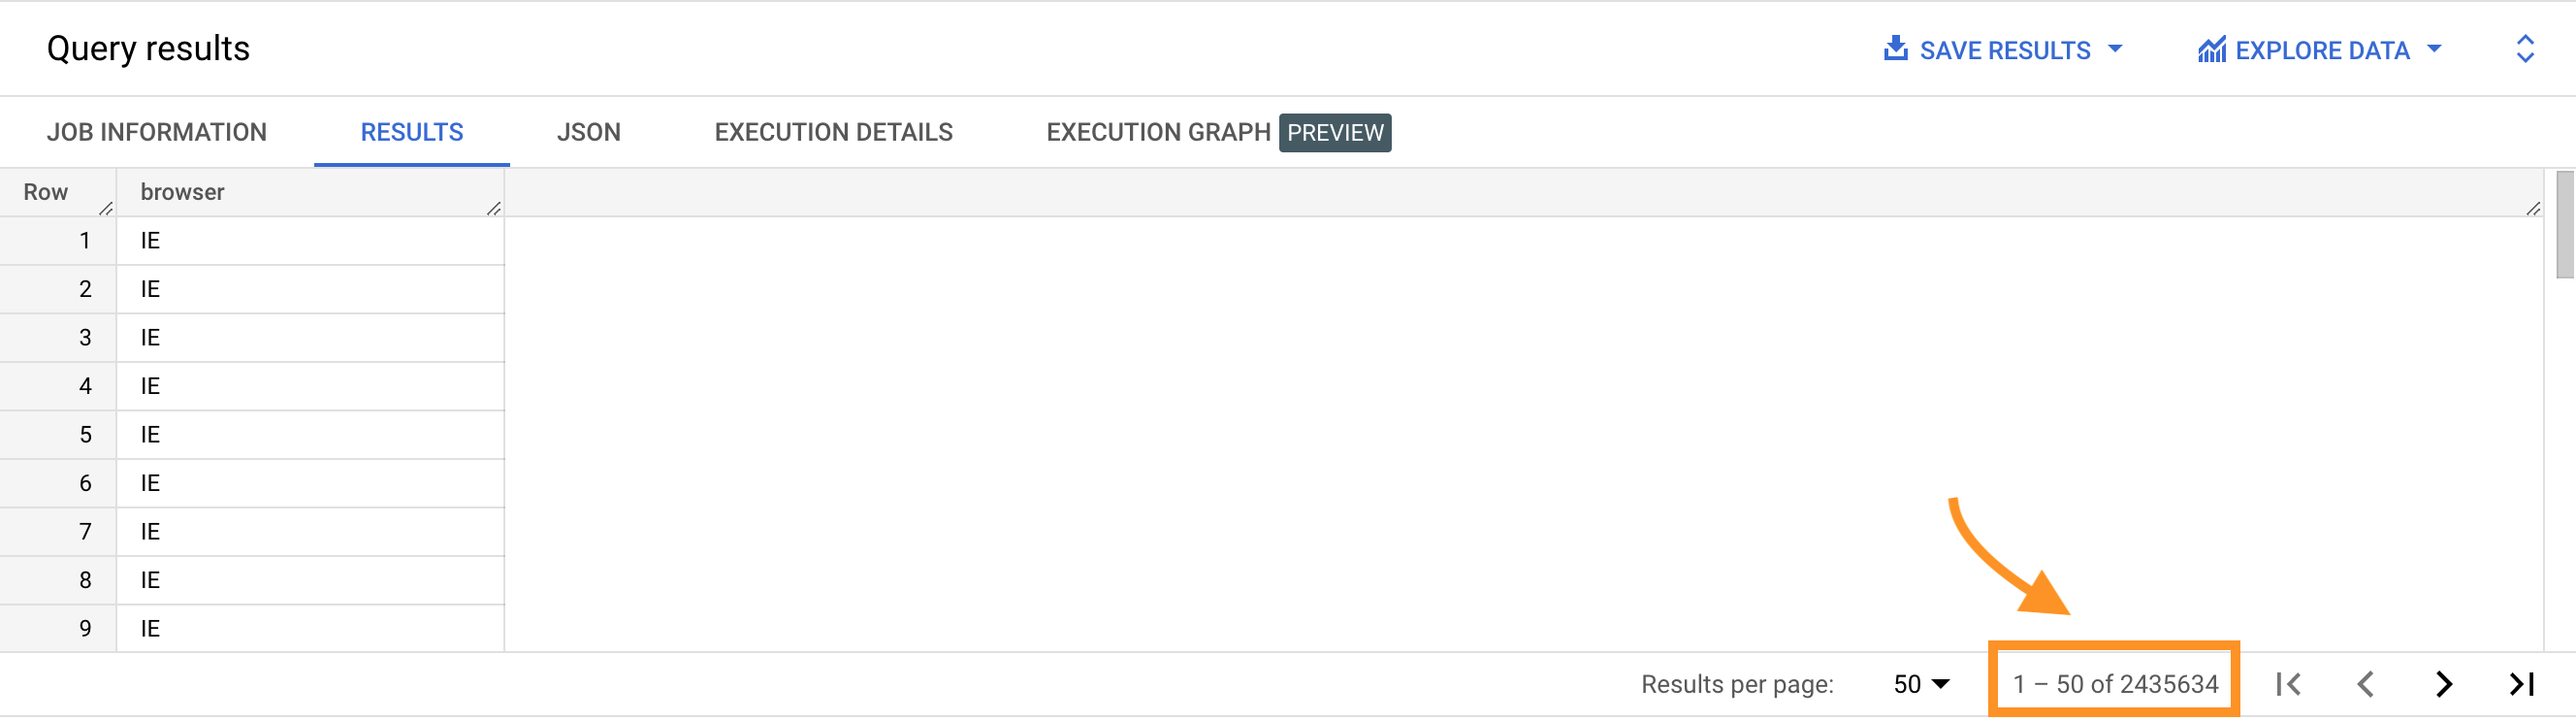 Query results SAVE RESULTS EXPLORE DATA
JOB INFORMATION RESULTS JSON EXECUTION DETAILS EXECUTION GRAPH PREVIEW
Row browser
1 IE
2 IE
3 IE
4 IE
5 IE
6 IE
7 IE
8 IE
9 IE
Results per page: 50 1 – 50 of 2435634